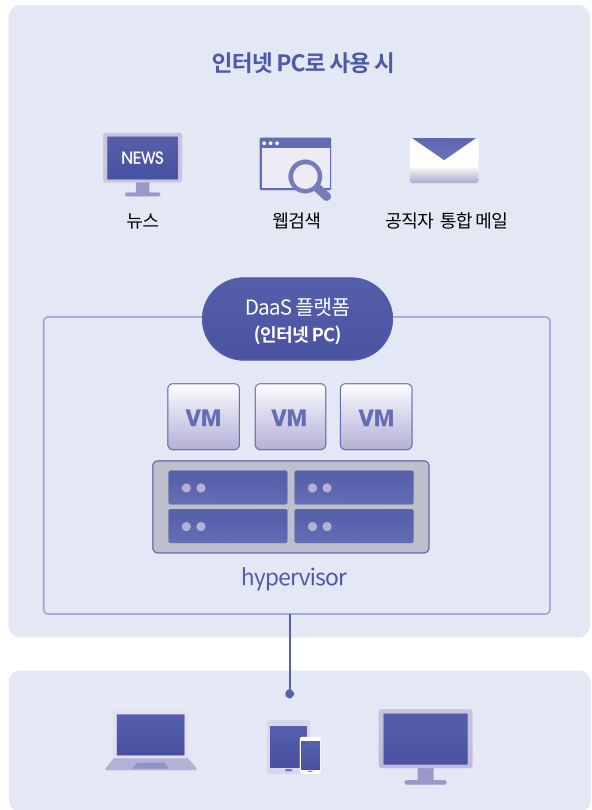 인터넷 PC로 사용 시
NEWS
뉴스
웹검색
공직자 통합 메일
DaaS 플랫폼
(인터넷 PC)
VM
VM
VM
hypervisor